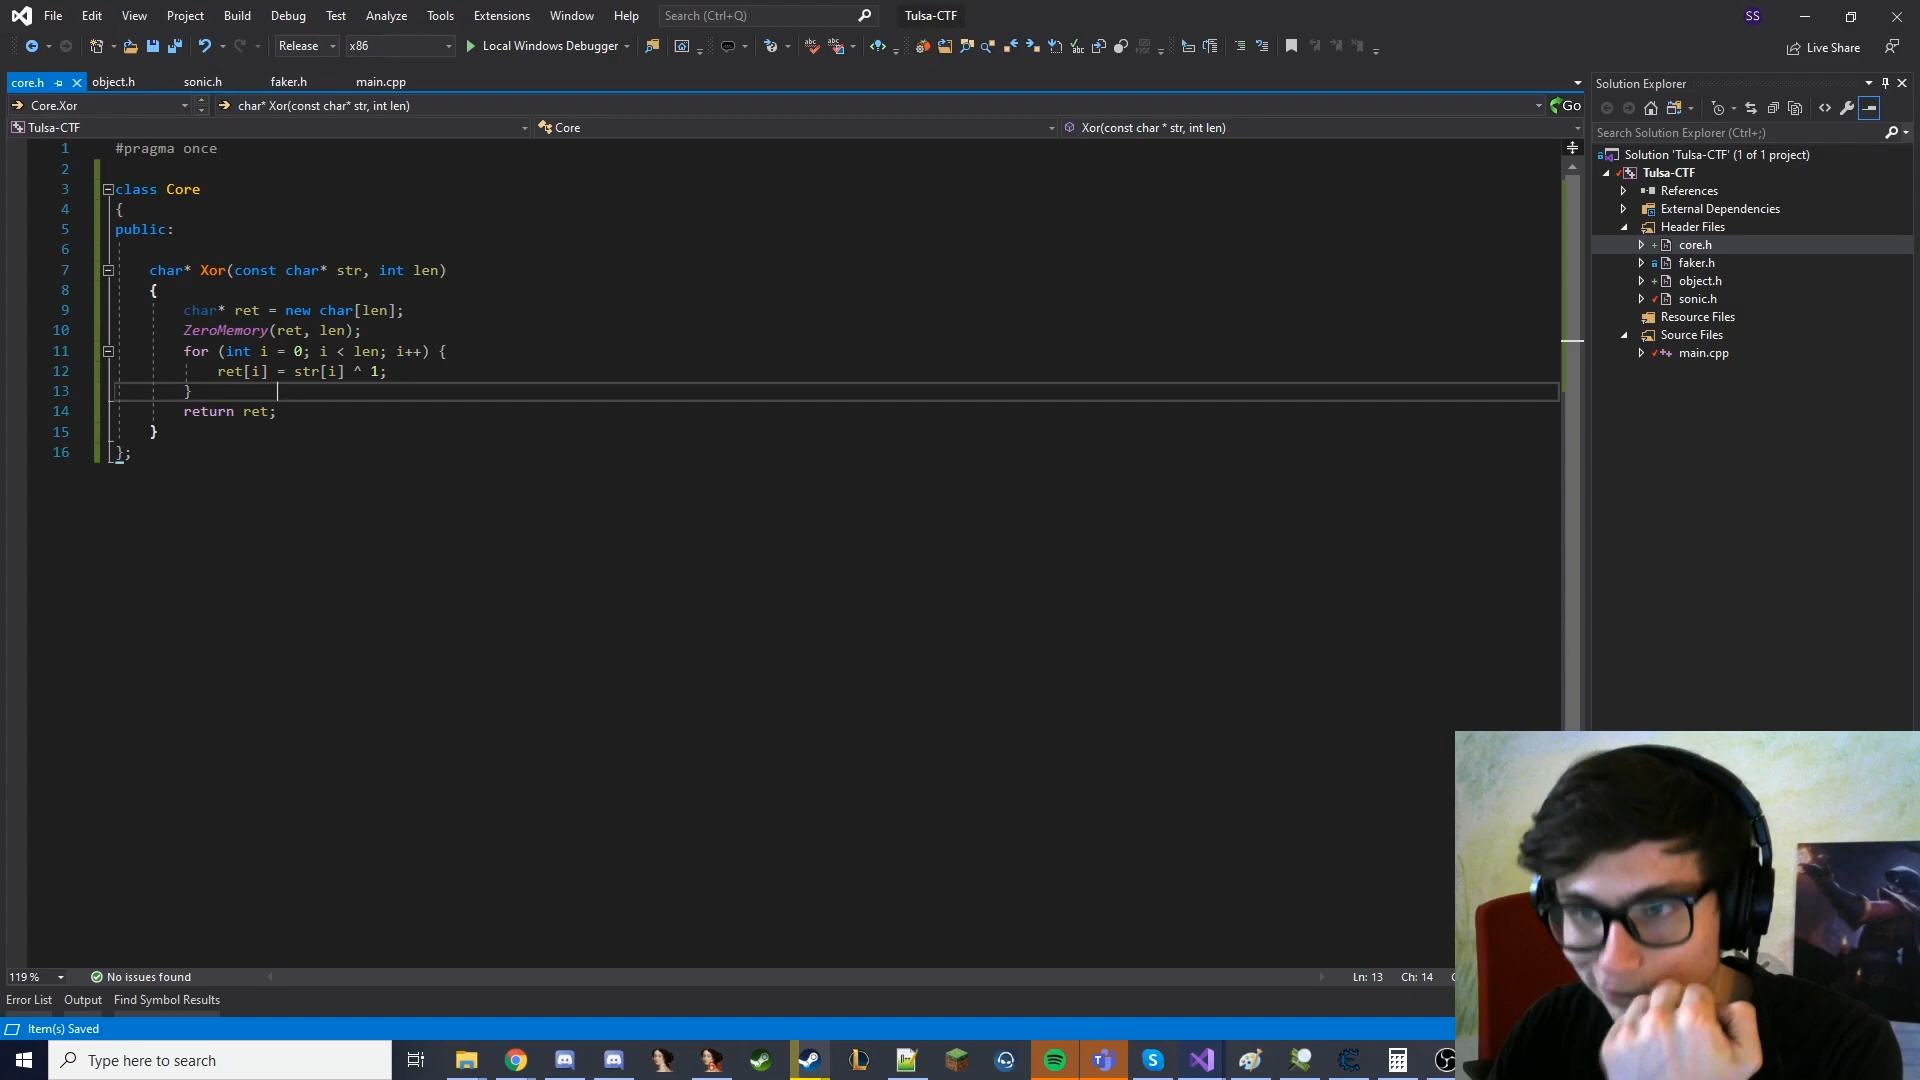 File Edit View Project Build Debug Test Analyze Tools Extensions Window Help Search (Ctrl+Q) Tulsa-CTF SS
Release x86 Local Windows Debugger Live Share
core.h object.h sonic.h faker.h main.cpp
Core.Xor char* Xor(const char* str, int len) Go
Tulsa-CTF Core Xor(const char * str, int len)
1 #pragma once
2
3 class Core
4 {
5 public:
6
7 char* Xor(const char* str, int len)
8 {
9 char* ret = new char[len];
10 ZeroMemory(ret, len);
11 for (int i = 0; i < len; i++) {
12 ret[i] = str[i] ^ 1;
13 }
14 return ret;
15 }
16 };
Solution Explorer
Search Solution Explorer (Ctrl+;)
Solution 'Tulsa-CTF' (1 of 1 project)
Tulsa-CTF
References
External Dependencies
Header Files
core.h
faker.h
object.h
sonic.h
Resource Files
Source Files
main.cpp
119 % No issues found Ln: 13 Ch: 14
Error List Output Find Symbol Results
Item(s) Saved
Type here to search